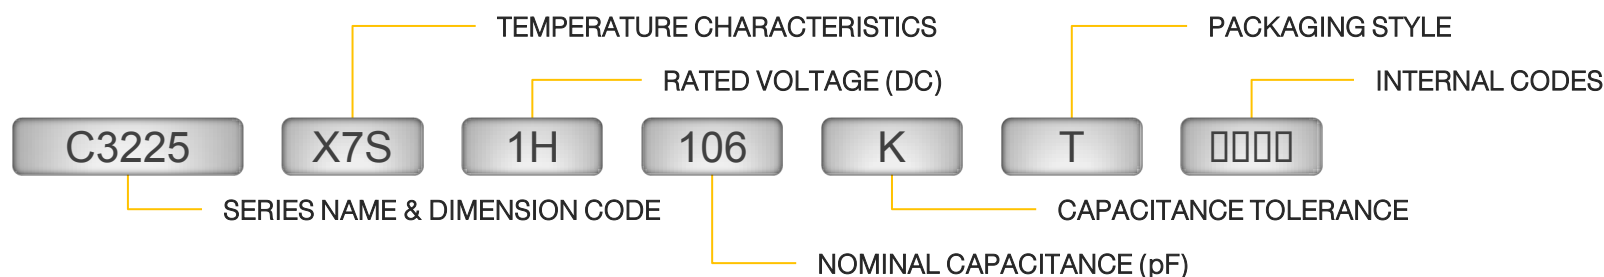 TEMPERATURE CHARACTERISTICS
PACKAGING STYLE
RATED VOLTAGE (DC)
INTERNAL CODES
C3225 X7S 1H 106 K T ▯▯▯▯
SERIES NAME & DIMENSION CODE
CAPACITANCE TOLERANCE
NOMINAL CAPACITANCE (pF)